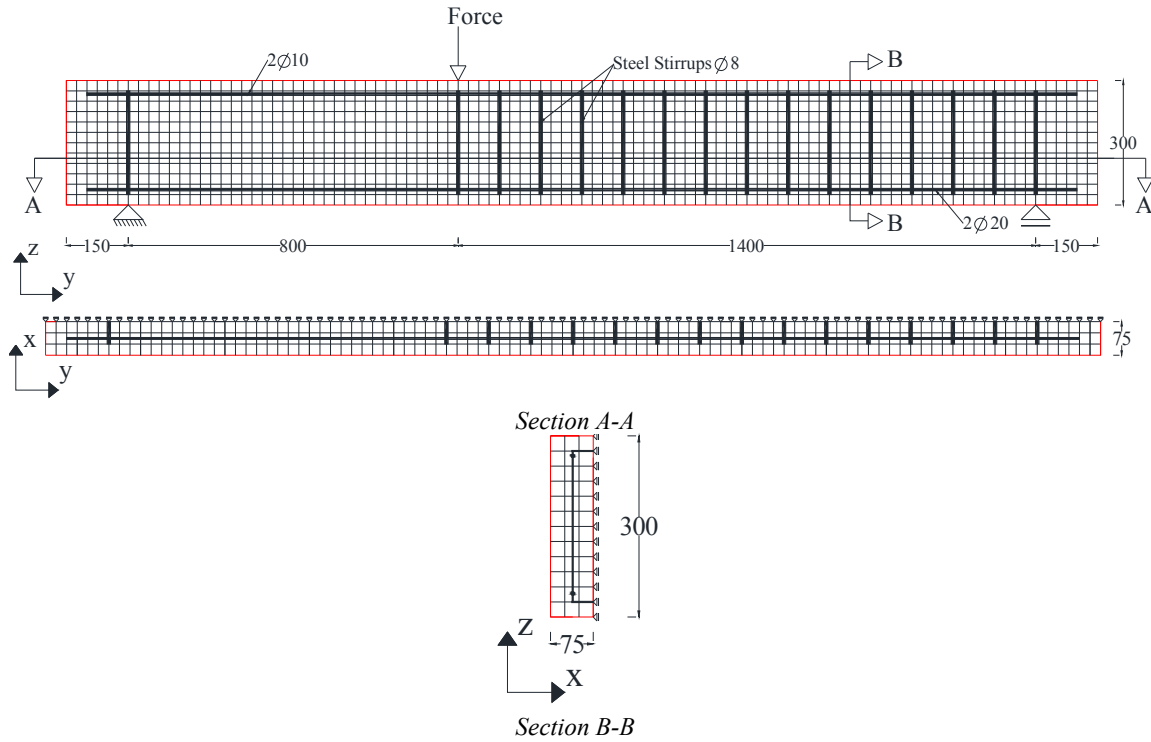 Force
2∅10
Steel Stirrups∅8
B
300
A
A
B
2∅20
150
800
1400
150
z
y
x
75
y
Section A-A
300
75
z
x
Section B-B